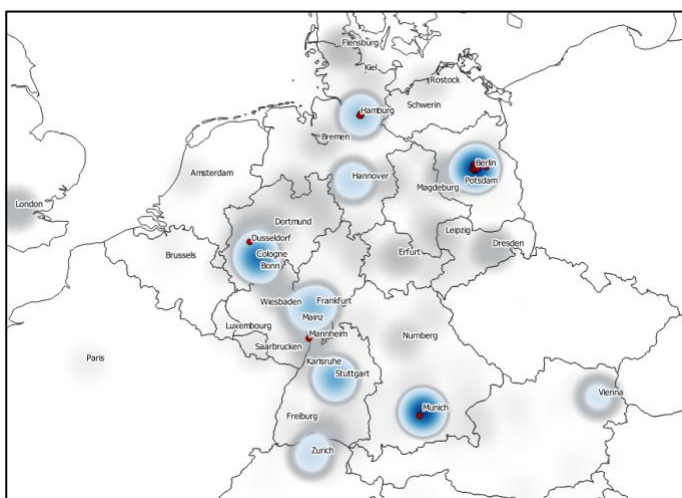 Flensburg
Kiel
Rostock
Schwerin
Hamburg
Bremen
Berlin
Amsterdam
Hannover
Potsdam
Magdeburg
London
Dortmund
Leipzig
Dusseldorf
Dresden
Brussels
Cologne
Erfurt
Bonn
Wiesbaden
Frankfurt
Mainz
Luxembourg
Mannheim
Nurnberg
Saarbrucken
Paris
Karlsruhe
Stuttgart
Vienna
Munich
Freiburg
Zurich